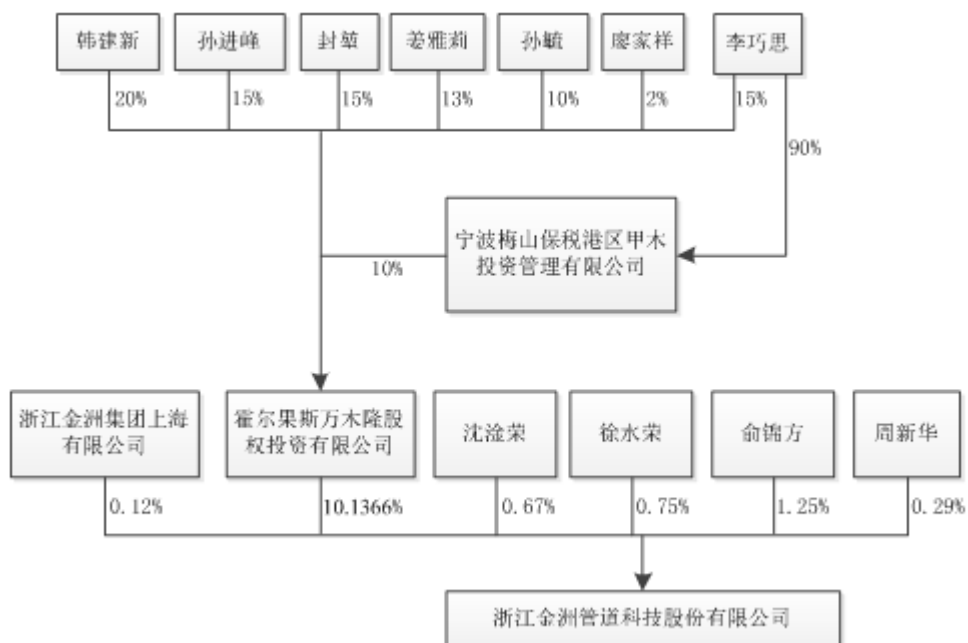 韩建新
孙进峰
封堃
姜雅莉
孙毓
廖家祥
李巧思
20%
15%
15%
13%
10%
2%
15%
90%
宁波梅山保税港区甲木
投资管理有限公司
10%
浙江金洲集团上海
有限公司
霍尔果斯万木隆股
权投资有限公司
沈淦荣
徐水荣
俞锦方
周新华
0.12%
10.1366%
0.67%
0.75%
1.25%
0.29%
浙江金洲管道科技股份有限公司